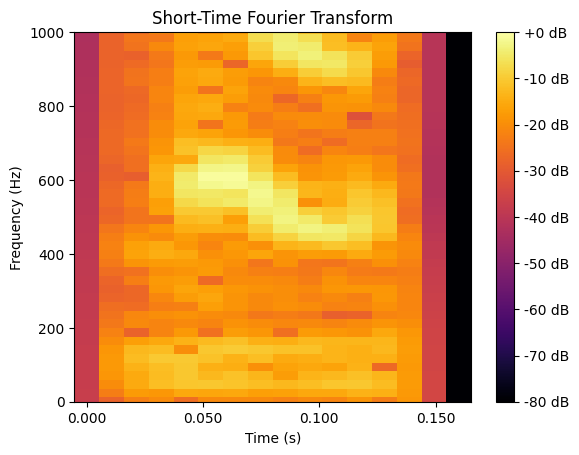 Short-Time Fourier Transform
1000
800
600
400
200
0
Frequency (Hz)
0.000
0.050
0.100
0.150
Time (s)
+0 dB
-10 dB
-20 dB
-30 dB
-40 dB
-50 dB
-60 dB
-70 dB
-80 dB